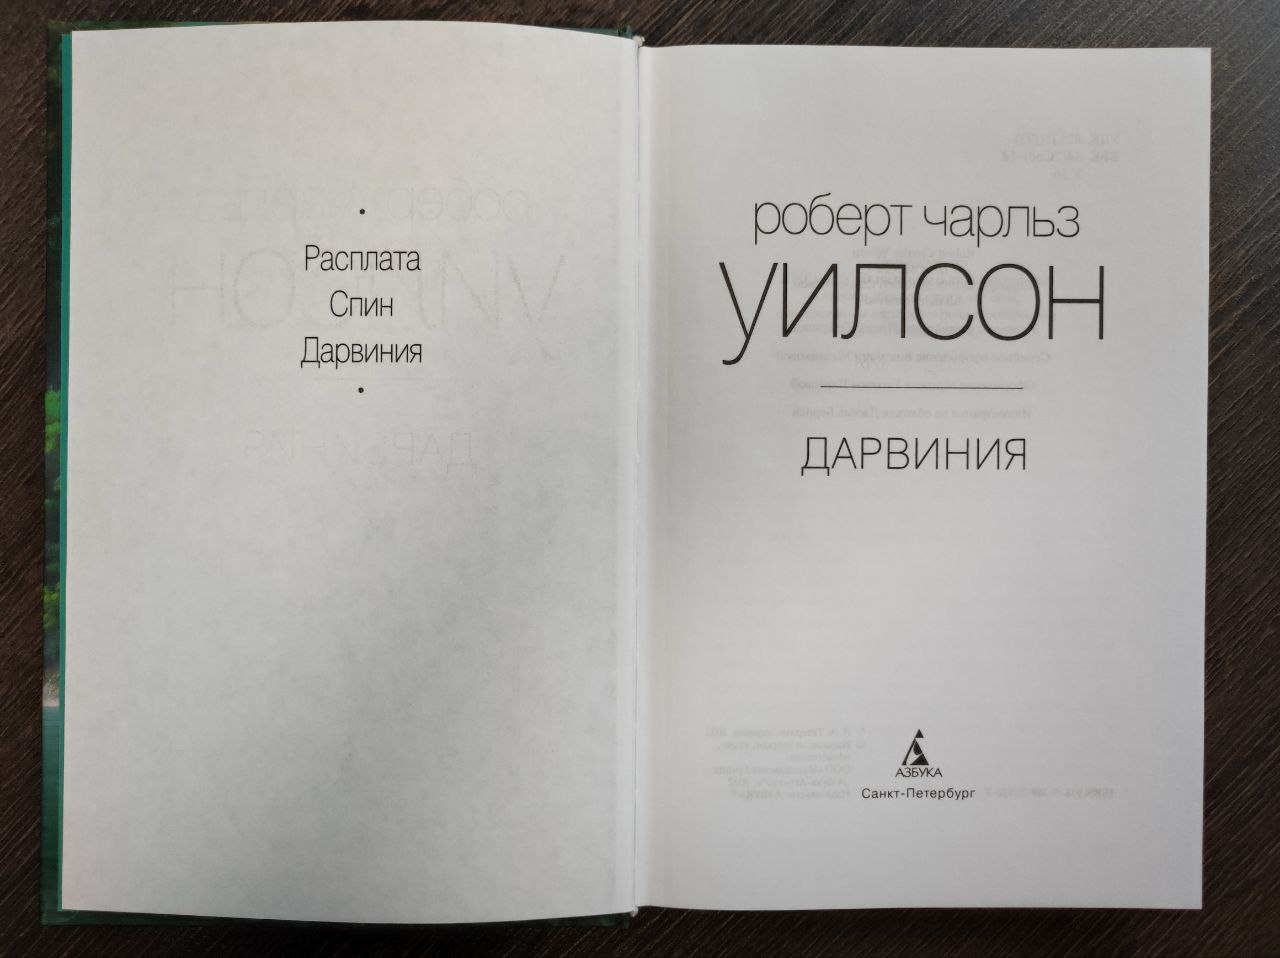 Расплата
Спин
Дарвиния
роберт чарльз
УИЛСОН
ДАРВИНИЯ
АЗБУКА
Санкт-Петербург